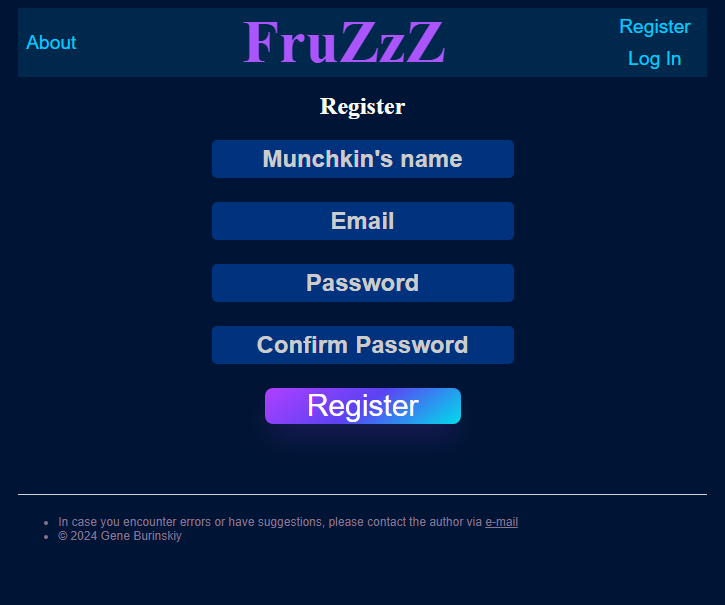 About
FruZzZ
Register
Log In
Register
Munchkin's name
Email
Password
Confirm Password
Register
In case you encounter errors or have suggestions, please contact the author via e-mail
© 2024 Gene Burinskiy